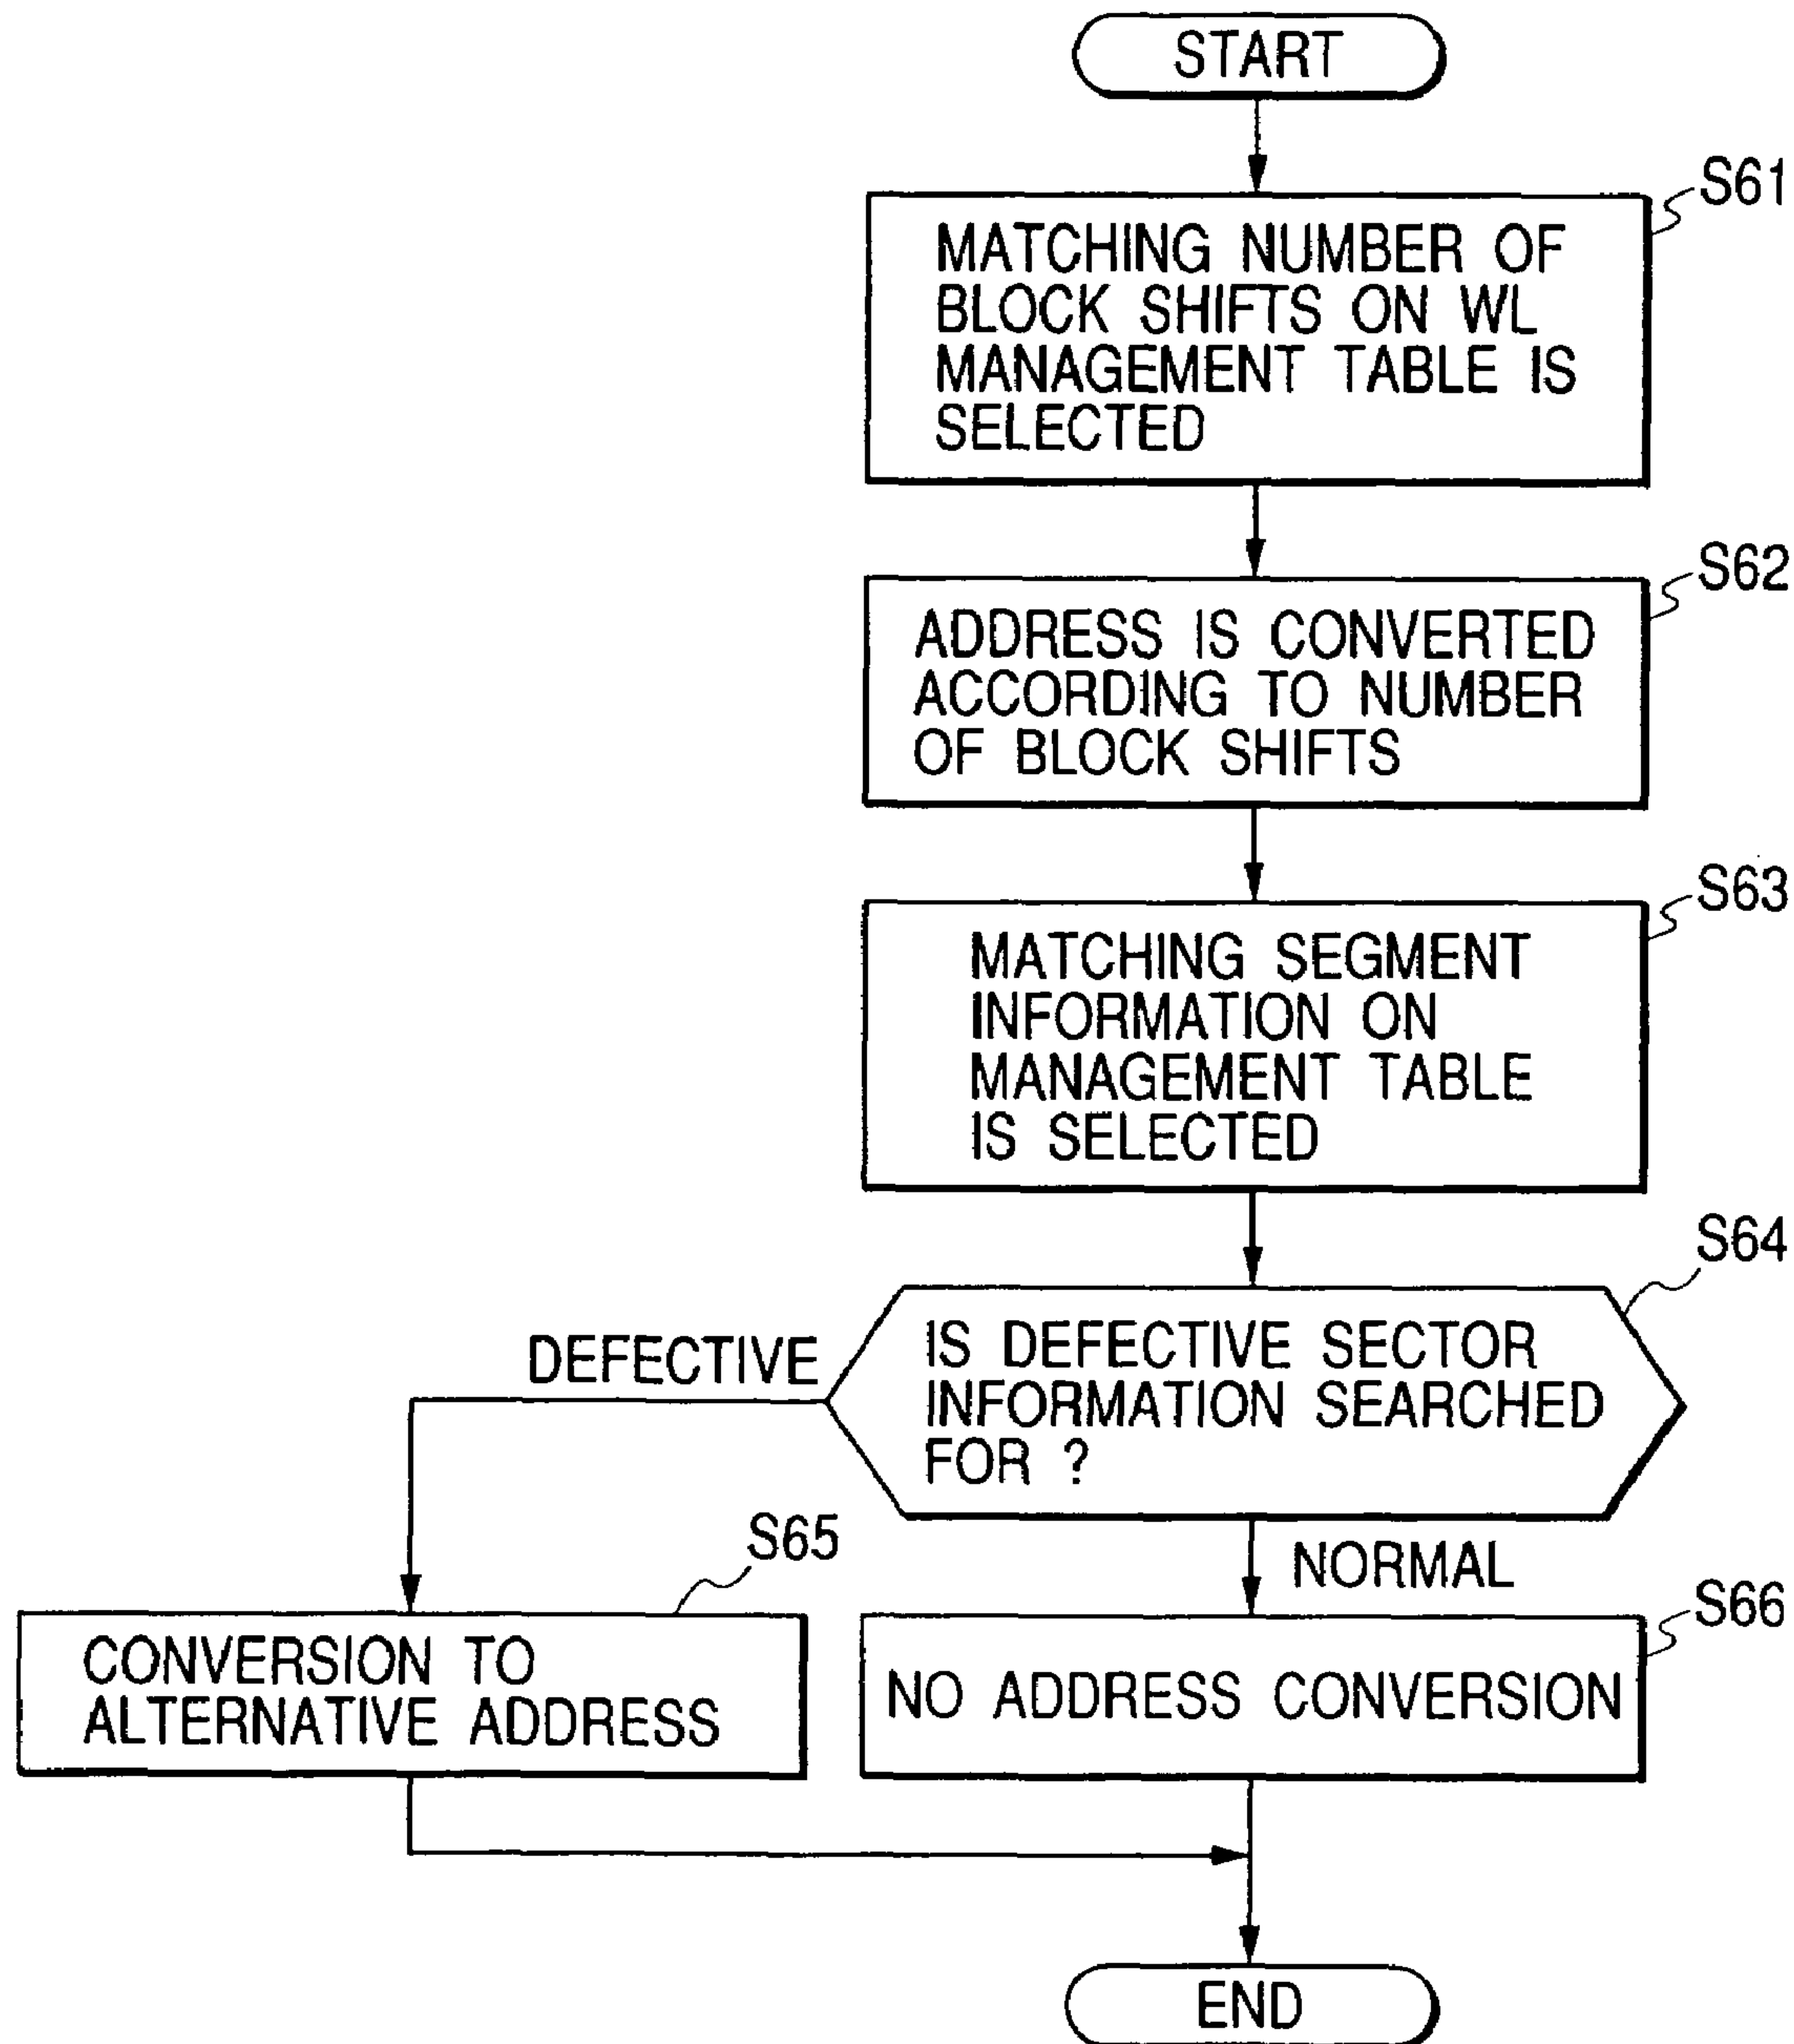 START
S61
MATCHING NUMBER OF
BLOCK SHIFTS ON WL
MANAGEMENT TABLE IS
SELECTED
S62
ADDRESS IS CONVERTED
ACCORDING TO NUMBER
OF BLOCK SHIFTS
S63
MATCHING SEGMENT
INFORMATION ON
MANAGEMENT TABLE
IS SELECTED
S64
IS DEFECTIVE SECTOR
INFORMATION SEARCHED
FOR ?
DEFECTIVE
NORMAL
S65
CONVERSION TO
ALTERNATIVE ADDRESS
S66
NO ADDRESS CONVERSION
END